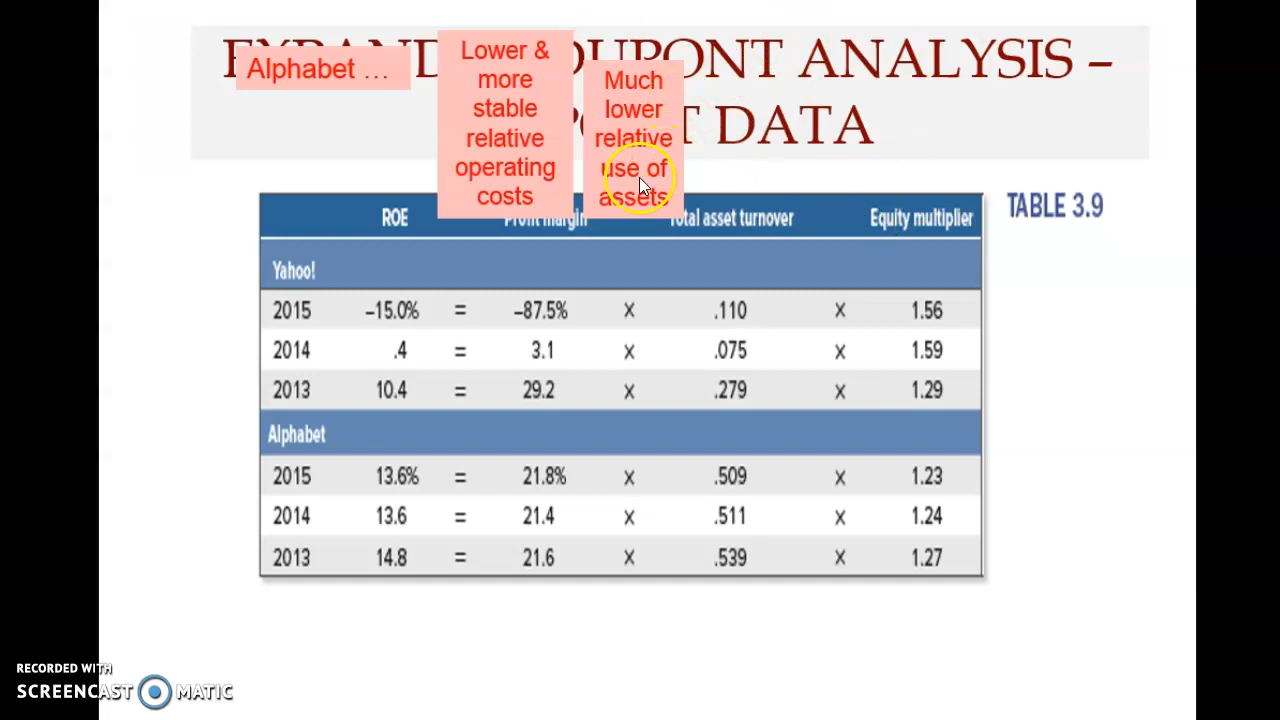 EXPANDED DUPONT ANALYSIS –
DATA
Alphabet …
Lower &
more
stable
relative
operating
costs
Much
lower
relative
use of
assets
TABLE 3.9
ROE Profit margin Total asset turnover Equity multiplier
Yahoo!
2015 –15.0% = –87.5% x .110 x 1.56
2014 .4 = 3.1 x .075 x 1.59
2013 10.4 = 29.2 x .279 x 1.29
Alphabet
2015 13.6% = 21.8% x .509 x 1.23
2014 13.6 = 21.4 x .511 x 1.24
2013 14.8 = 21.6 x .539 x 1.27
RECORDED WITH
SCREENCAST MATIC